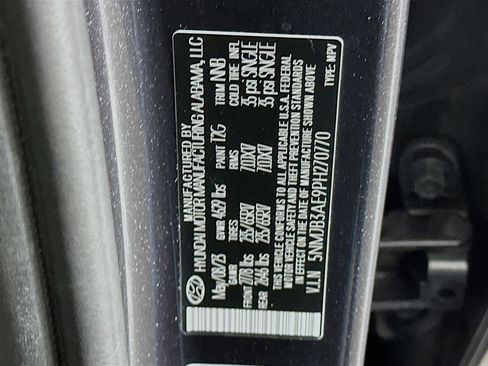 MANUFACTURED BY
HYUNDAI MOTOR MANUFACTURING ALABAMA, LLC
May/08/23 GVWR 4619 lbs PAINT T2G TRIM NNB
GAWR TIRES RIMS COLD TIRE INFL
FRONT 2778 lbs 235/65R17 7.0JX17 35 psi SINGLE
REAR 2646 lbs 235/65R17 7.0JX17 35 psi SINGLE
THIS VEHICLE CONFORMS TO ALL APPLICABLE U.S.A. FEDERAL
MOTOR VEHICLE SAFETY AND THEFT PREVENTION STANDARDS
IN EFFECT ON THE DATE OF MANUFACTURE SHOWN ABOVE
V.I.N 5NMJB3AE9PH270770 TYPE: MPV